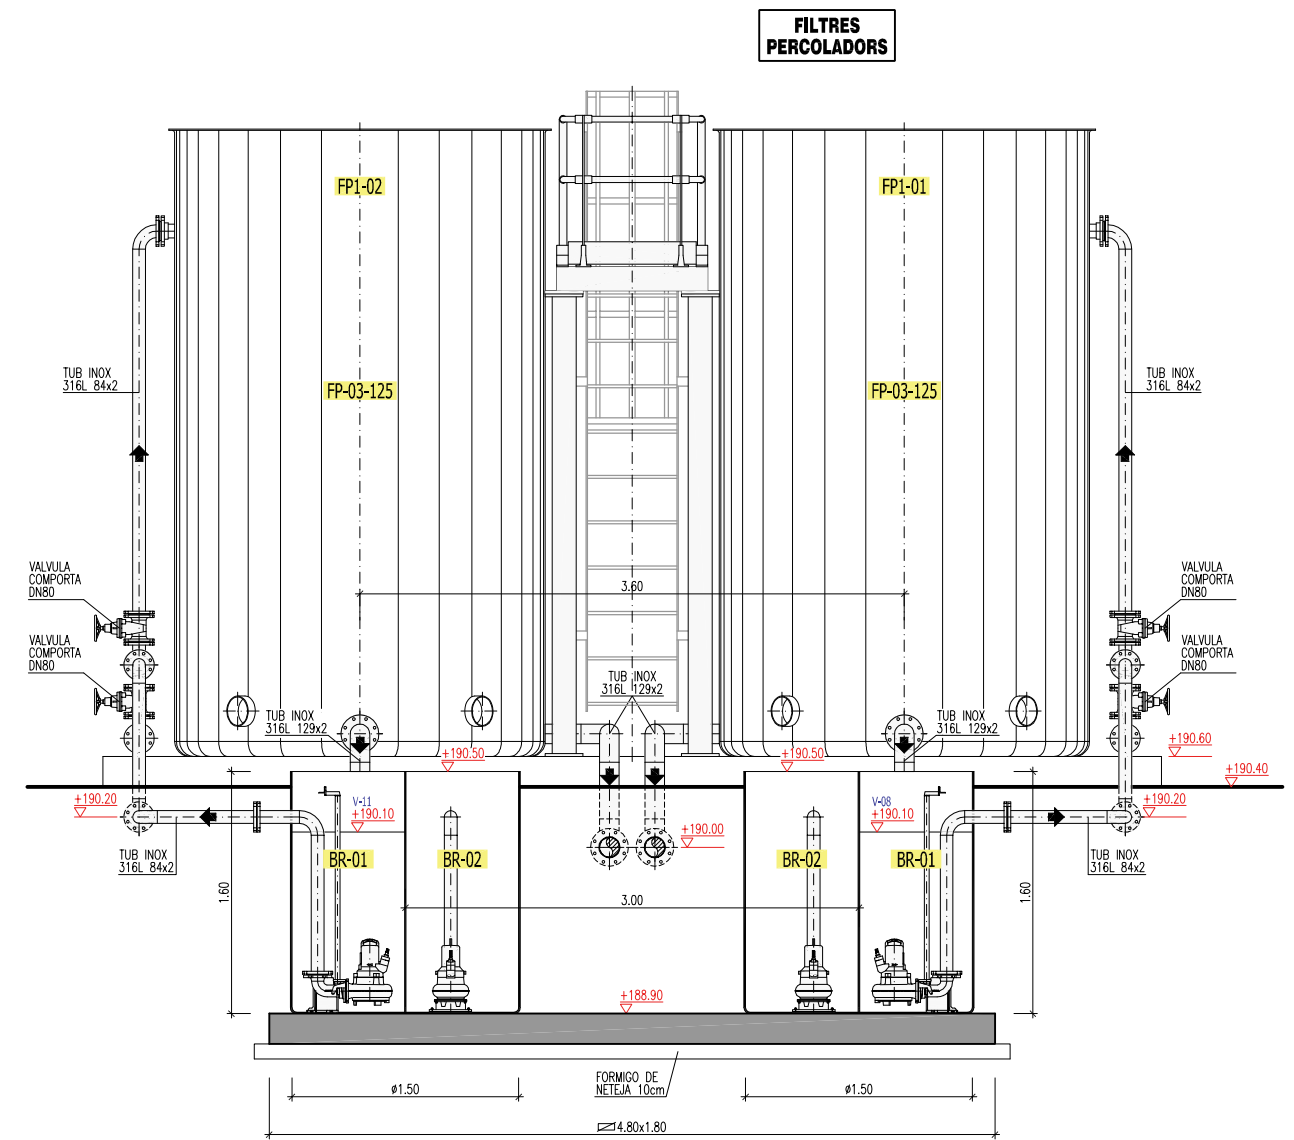 FILTRES
PERCOLADORS
FP1-02
FP1-01
TUB INOX
316L 84x2
FP-03-125
FP-03-125
TUB INOX
316L 84x2
VALVULA
COMPORTA
DN80
3.60
VALVULA
COMPORTA
DN80
VALVULA
COMPORTA
DN80
VALVULA
COMPORTA
DN80
TUB INOX
316L 129x2
TUB INOX
316L 129x2
TUB INOX
316L 129x2
+190.50
+190.50
+190.60
+190.40
+190.20
V-11
+190.10
V-08
+190.10
+190.20
+190.00
TUB INOX
316L 84x2
BR-01
BR-02
BR-02
BR-01
TUB INOX
316L 84x2
1.60
3.00
1.60
+188.90
FORMIGO DE
NETEJA 10cm
ø1.50
ø1.50
4.80x1.80